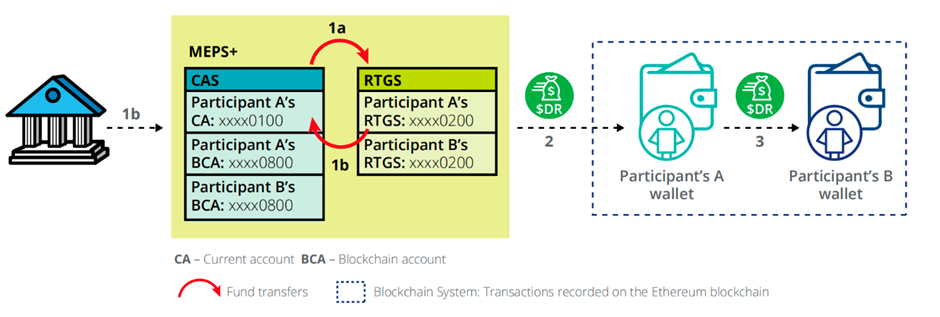 1a
MEPS+
CAS
RTGS
Participant A's
CA: xxxx0100
Participant A's
RTGS: xxxx0200
Participant A's
BCA: xxxx0800
Participant B's
RTGS: xxxx0200
Participant B's
BCA: xxxx0800
1b
1b
$
$DR
2
$
$DR
3
Participant's A
wallet
Participant's B
wallet
CA – Current account BCA – Blockchain account
Fund transfers
Blockchain System: Transactions recorded on the Ethereum blockchain